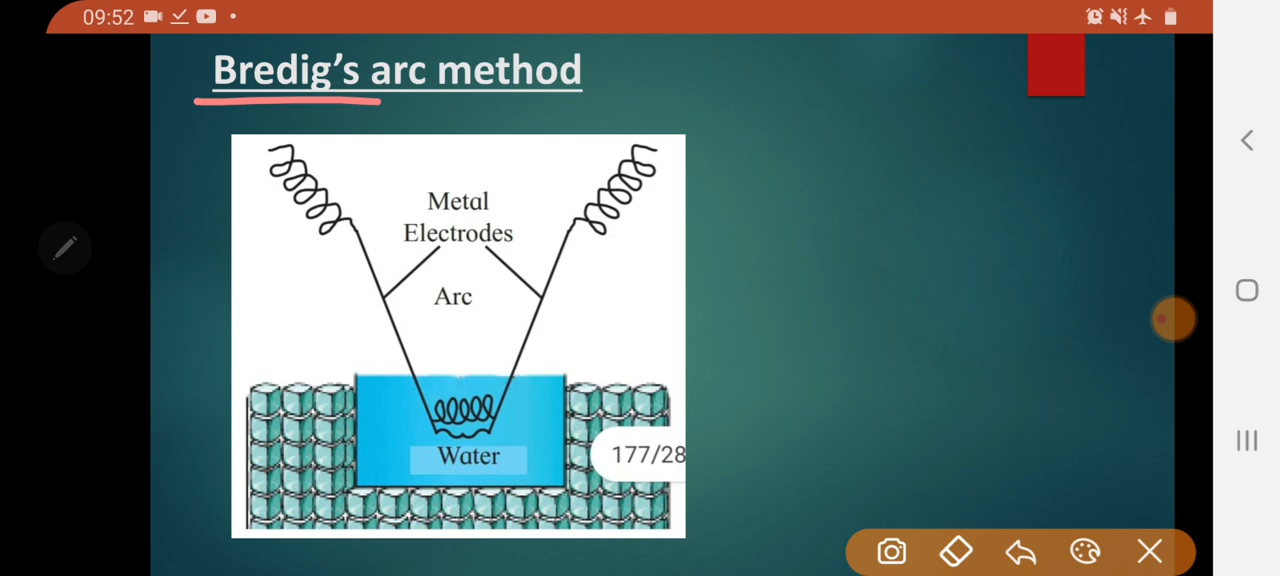 09:52
Bredig's arc method
Metal
Electrodes
Arc
Water
177/28